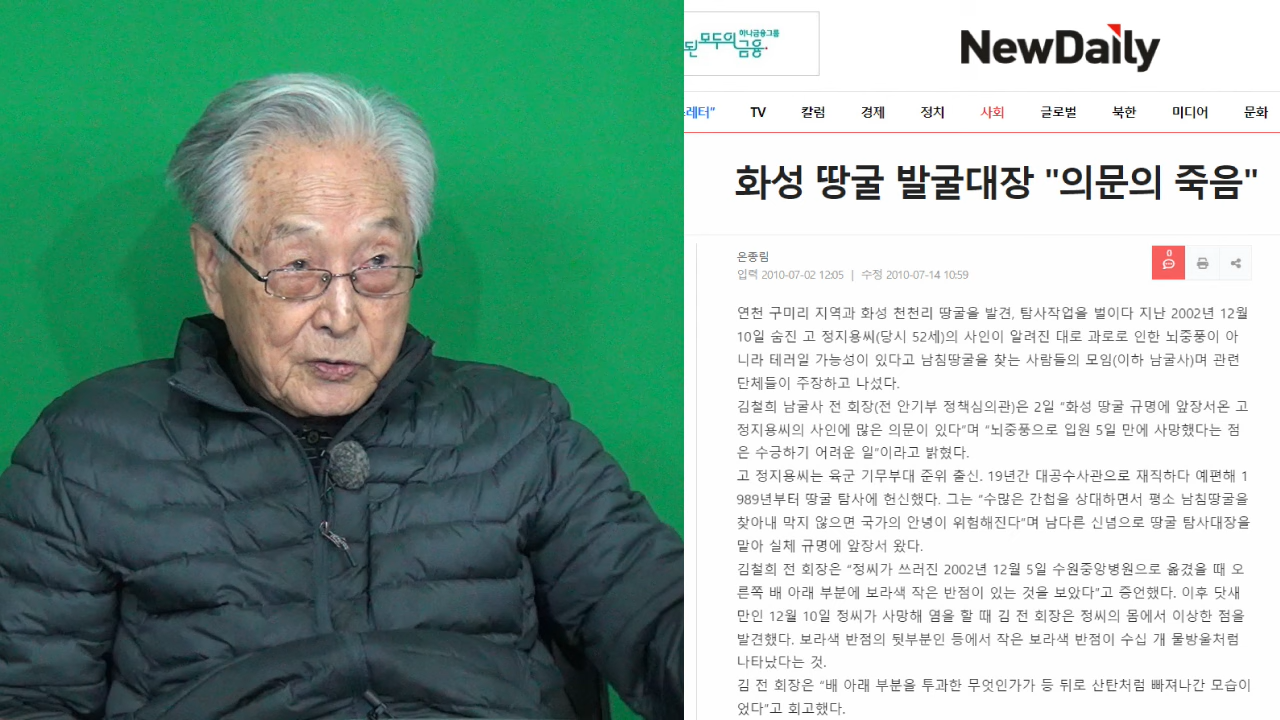 된 모두의 금융
하나금융그룹
NewDaily
레터” TV 칼럼 경제 정치 사회 글로벌 북한 미디어 문화
화성 땅굴 발굴대장 "의문의 죽음"
은종림
입력 2010-07-02 12:05 | 수정 2010-07-14 10:59
0
연천 구미리 지역과 화성 천천리 땅굴을 발견, 탐사작업을 벌이다 지난 2002년 12월
10일 숨진 고 정지용씨(당시 52세)의 사인이 알려진 대로 과로로 인한 뇌중풍이 아
니라 테러일 가능성이 있다고 남침땅굴을 찾는 사람들의 모임(이하 남굴사)며 관련
단체들이 주장하고 나섰다.
김철희 남굴사 전 회장(전 안기부 정책심의관)은 2일 “화성 땅굴 규명에 앞장서온 고
정지용씨의 사인에 많은 의문이 있다”며 “뇌중풍으로 입원 5일 만에 사망했다는 점
은 수긍하기 어려운 일”이라고 밝혔다.
고 정지용씨는 육군 기무부대 준위 출신. 19년간 대공수사관으로 재직하다 예편해 1
989년부터 땅굴 탐사에 헌신했다. 그는 “수많은 간첩을 상대하면서 평소 남침땅굴을
찾아내 막지 않으면 국가의 안녕이 위험해진다”며 남다른 신념으로 땅굴 탐사대장을
맡아 실체 규명에 앞장서 왔다.
김철희 전 회장은 “정씨가 쓰러진 2002년 12월 5일 수원중앙병원으로 옮겼을 때 오
른쪽 배 아래 부분에 보라색 작은 반점이 있는 것을 보았다”고 증언했다. 이후 닷새
만인 12월 10일 정씨가 사망해 염을 할 때 김 전 회장은 정씨의 몸에서 이상한 점을
발견했다. 보라색 반점의 뒷부분인 등에서 작은 보라색 반점이 수십 개 물방울처럼
나타났다는 것.
김 전 회장은 “배 아래 부분을 투과한 무엇인가가 등 뒤로 산탄처럼 빠져나간 모습이
었다”고 회고했다.